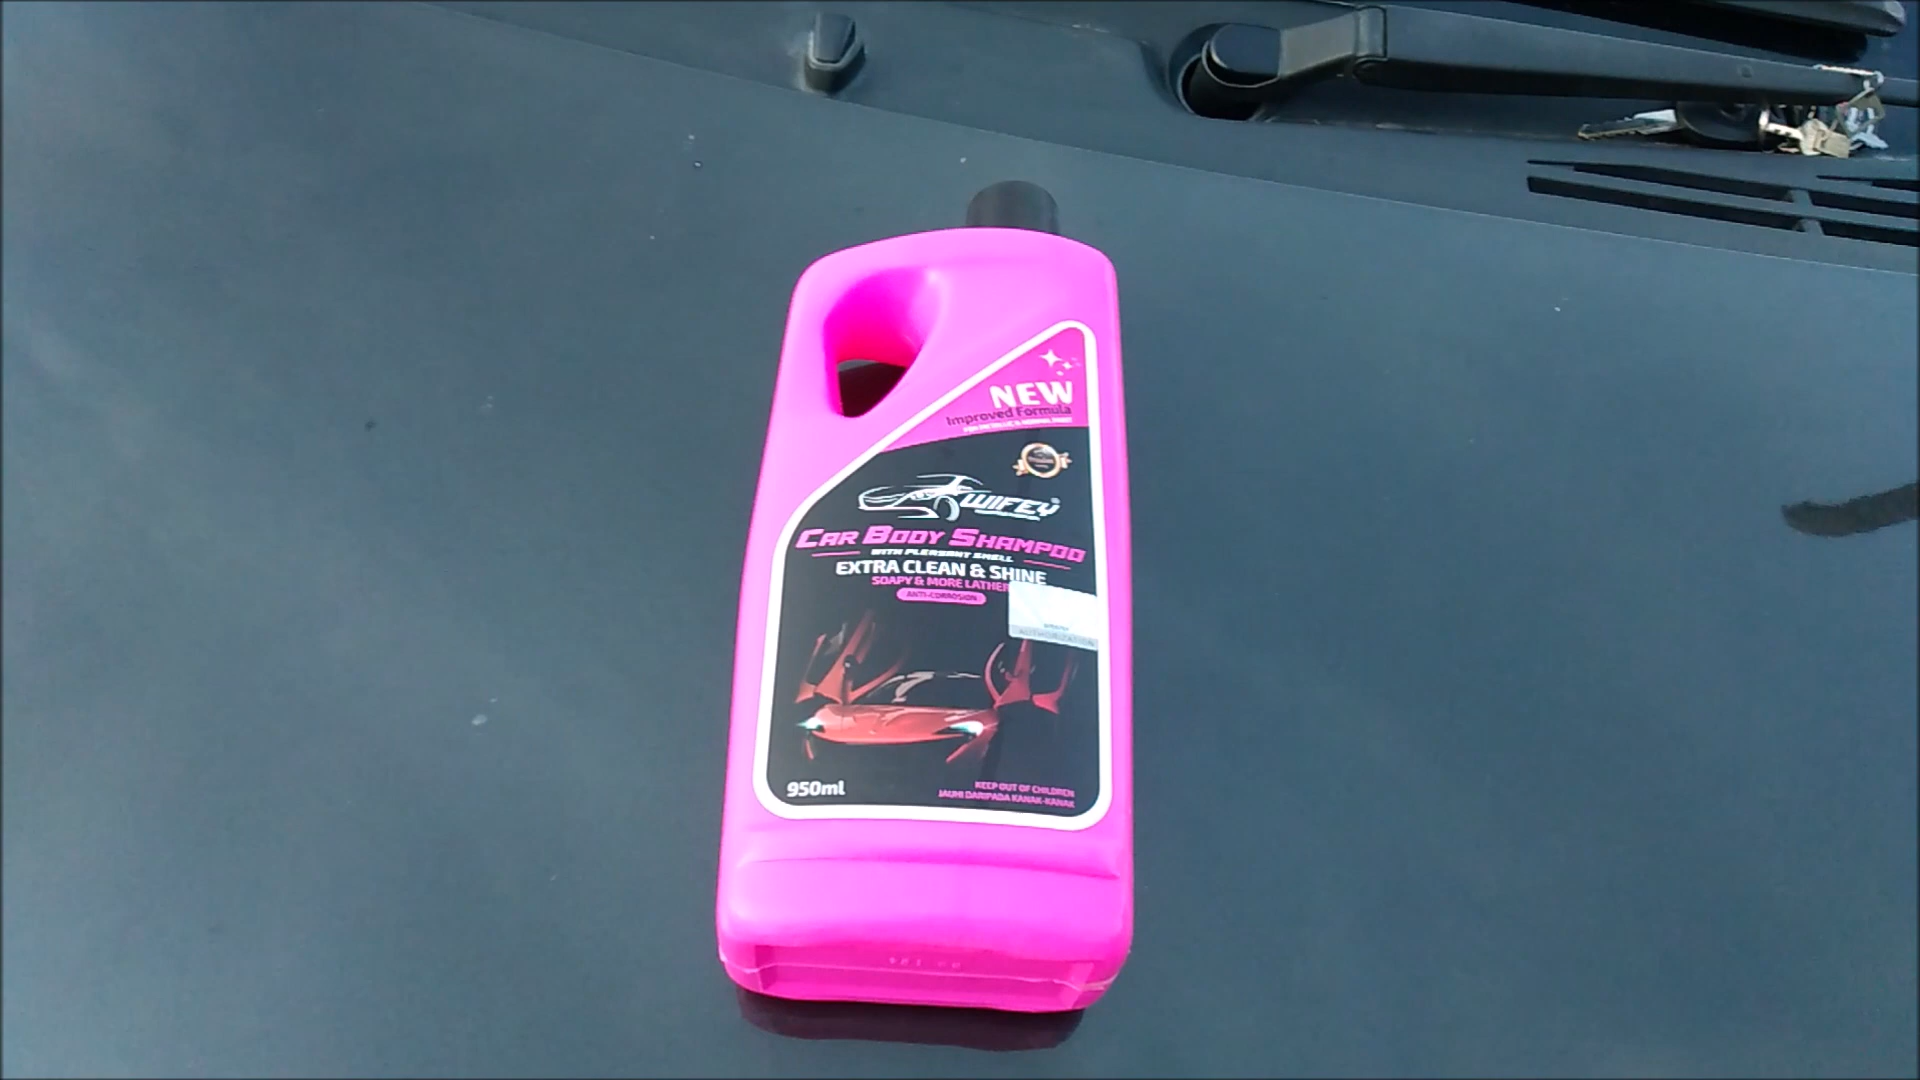 NEW
Improved Formula
WIFEY
CAR BODY SHAMPOO
WITH PLEASANT SMELL
EXTRA CLEAN & SHINE
SOAPY & MORE LATHER
ANTI-CORROSION
AUTHORIZATION
950ml
KEEP OUT OF CHILDREN
JAUHI DARIPADA KANAK-KANAK